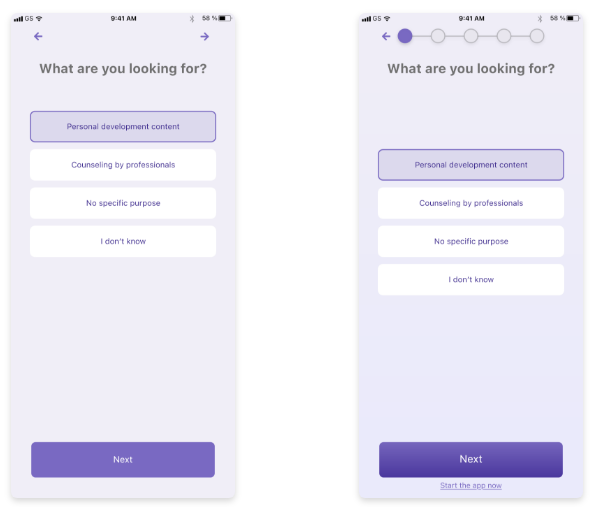 GS 9:41 AM 58 %
What are you looking for?
Personal development content
Counseling by professionals
No specific purpose
I don't know
Next
GS 9:41 AM 58 %
What are you looking for?
Personal development content
Counseling by professionals
No specific purpose
I don't know
Next
Start the app now